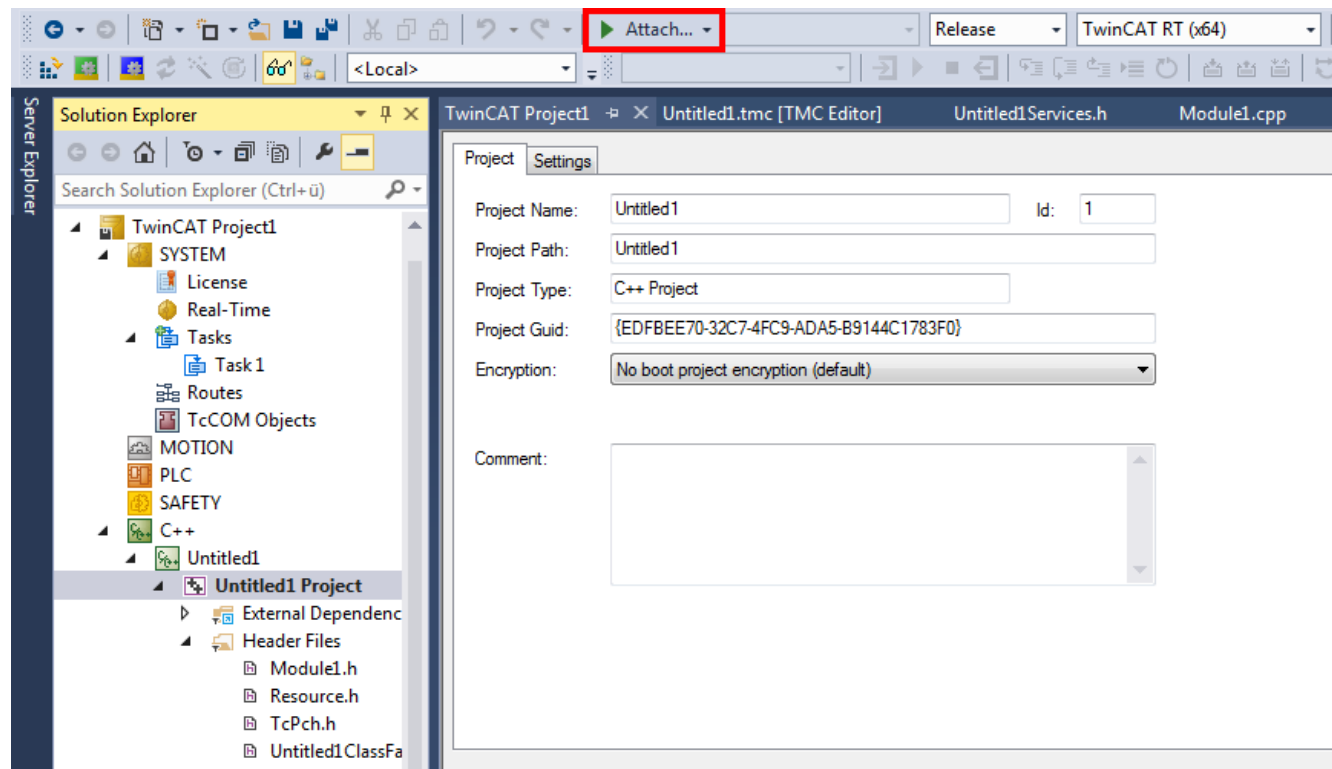 Attach...
Release
TwinCAT RT (x64)
<Local>
Server Explorer
Solution Explorer
Search Solution Explorer (Ctrl+ü)
TwinCAT Project1
SYSTEM
License
Real-Time
Tasks
Task 1
Routes
TcCOM Objects
MOTION
PLC
SAFETY
C++
Untitled1
Untitled1 Project
External Dependenc
Header Files
Module1.h
Resource.h
TcPch.h
Untitled1ClassFa
TwinCAT Project1
Untitled1.tmc [TMC Editor]
Untitled1Services.h
Module1.cpp
Project
Settings
Project Name: Untitled1 Id: 1
Project Path: Untitled1
Project Type: C++ Project
Project Guid: {EDFBEE70-32C7-4FC9-ADA5-B9144C1783F0}
Encryption: No boot project encryption (default)
Comment: